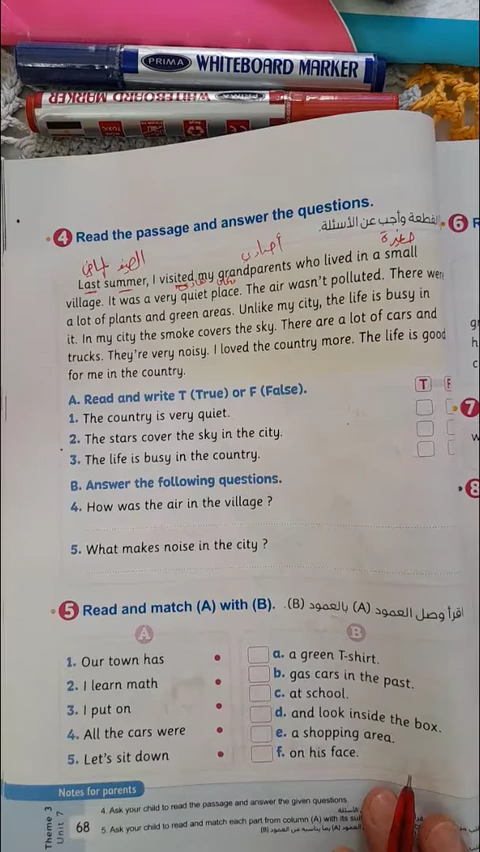 PRIMA WHITEBOARD MARKER
PRIMA WHITEBOARD MARKER
4 Read the passage and answer the questions.
القطعة وأجب عن الأسئلة.
Last summer, I visited my grandparents who lived in a small
village. It was a very quiet place. The air wasn't polluted. There wer
a lot of plants and green areas. Unlike my city, the life is busy in
it. In my city the smoke covers the sky. There are a lot of cars and
trucks. They're very noisy. I loved the country more. The life is good
for me in the country.
A. Read and write T (True) or F (False).
T F
1. The country is very quiet.
2. The stars cover the sky in the city.
3. The life is busy in the country.
B. Answer the following questions.
4. How was the air in the village ?
5. What makes noise in the city ?
5 Read and match (A) with (B). اقرأ وصل العمود (A) بالعمود (B).
A B
1. Our town has a. a green T-shirt.
2. I learn math b. gas cars in the past.
3. I put on c. at school.
4. All the cars were d. and look inside the box.
5. Let's sit down e. a shopping area.
f. on his face.
Notes for parents
4. Ask your child to read the passage and answer the given questions.
5. Ask your child to read and match each part from column (A) with its sui
Theme 3
Unit 7
68
6 R
7
8